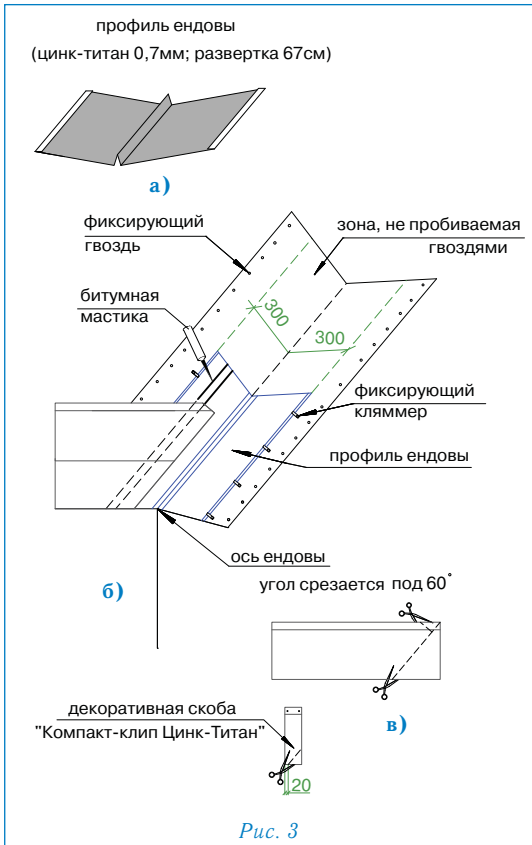 профиль ендовы
(цинк-титан 0,7мм; развертка 67см)
а)
фиксирующий
гвоздь
зона, не пробиваемая
гвоздями
битумная
мастика
300
300
фиксирующий
кляммер
профиль ендовы
ось ендовы
б)
угол срезается под 60°
в)
декоративная скоба
"Компакт-клип Цинк-Титан"
20
Рис. 3